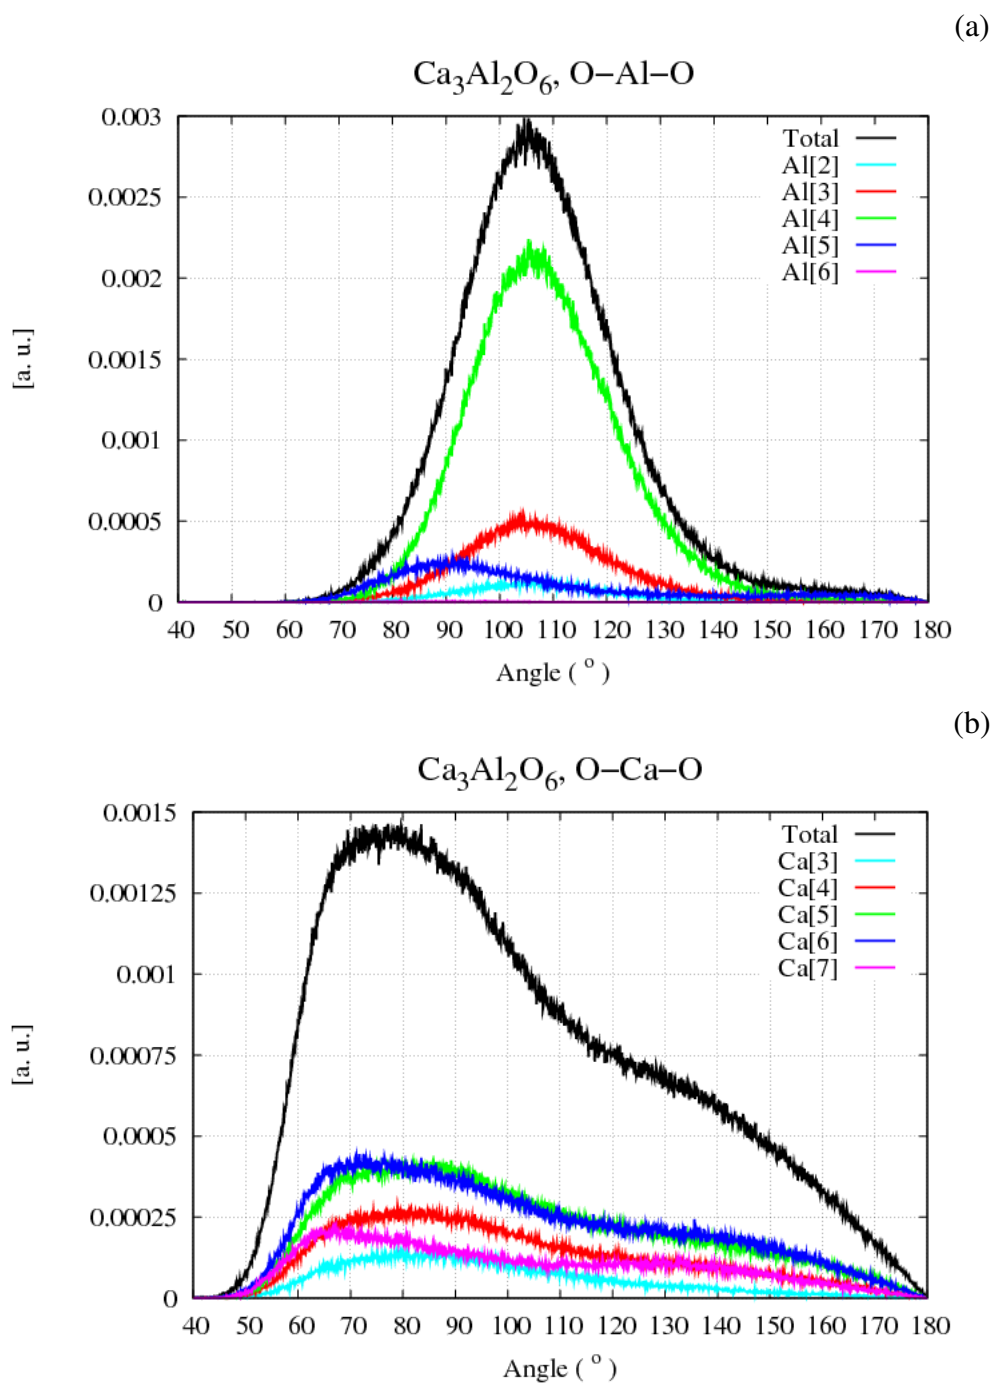 (a)
Ca3Al2O6, O−Al−O
0.003
0.0025
0.002
0.0015
0.001
0.0005
0
[a. u.]
Total
Al[2]
Al[3]
Al[4]
Al[5]
Al[6]
40 50 60 70 80 90 100 110 120 130 140 150 160 170 180
Angle ( o )
(b)
Ca3Al2O6, O−Ca−O
0.0015
0.00125
0.001
0.00075
0.0005
0.00025
0
[a. u.]
Total
Ca[3]
Ca[4]
Ca[5]
Ca[6]
Ca[7]
40 50 60 70 80 90 100 110 120 130 140 150 160 170 180
Angle ( o )